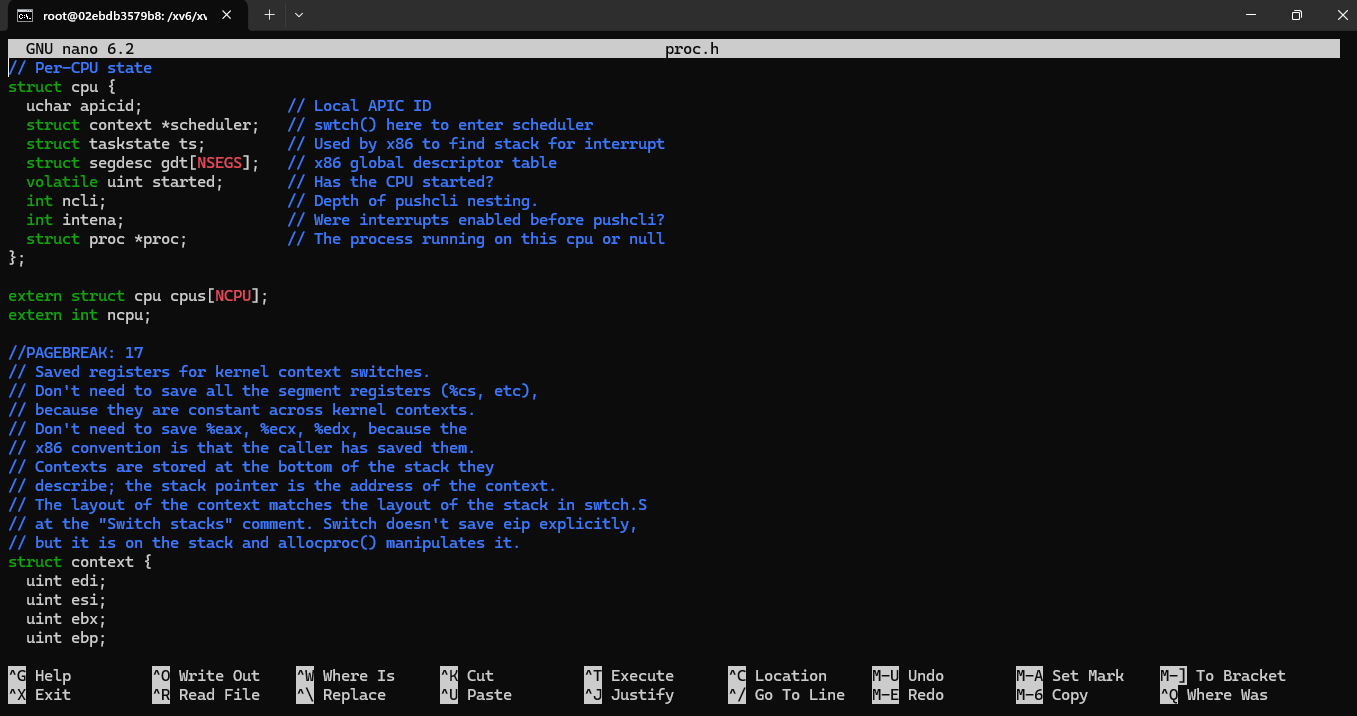 root@02ebdb3579b8: /xv6/xv
GNU nano 6.2 proc.h
// Per-CPU state
struct cpu {
  uchar apicid;                // Local APIC ID
  struct context *scheduler;   // swtch() here to enter scheduler
  struct taskstate ts;         // Used by x86 to find stack for interrupt
  struct segdesc gdt[NSEGS];   // x86 global descriptor table
  volatile uint started;       // Has the CPU started?
  int ncli;                    // Depth of pushcli nesting.
  int intena;                  // Were interrupts enabled before pushcli?
  struct proc *proc;           // The process running on this cpu or null
};

extern struct cpu cpus[NCPU];
extern int ncpu;

//PAGEBREAK: 17
// Saved registers for kernel context switches.
// Don't need to save all the segment registers (%cs, etc),
// because they are constant across kernel contexts.
// Don't need to save %eax, %ecx, %edx, because the
// x86 convention is that the caller has saved them.
// Contexts are stored at the bottom of the stack they
// describe; the stack pointer is the address of the context.
// The layout of the context matches the layout of the stack in swtch.S
// at the "Switch stacks" comment. Switch doesn't save eip explicitly,
// but it is on the stack and allocproc() manipulates it.
struct context {
  uint edi;
  uint esi;
  uint ebx;
  uint ebp;

^G Help ^O Write Out ^W Where Is ^K Cut ^T Execute ^C Location M-U Undo M-A Set Mark M-] To Bracket
^X Exit ^R Read File ^\ Replace ^U Paste ^J Justify ^/ Go To Line M-E Redo M-6 Copy ^Q Where Was